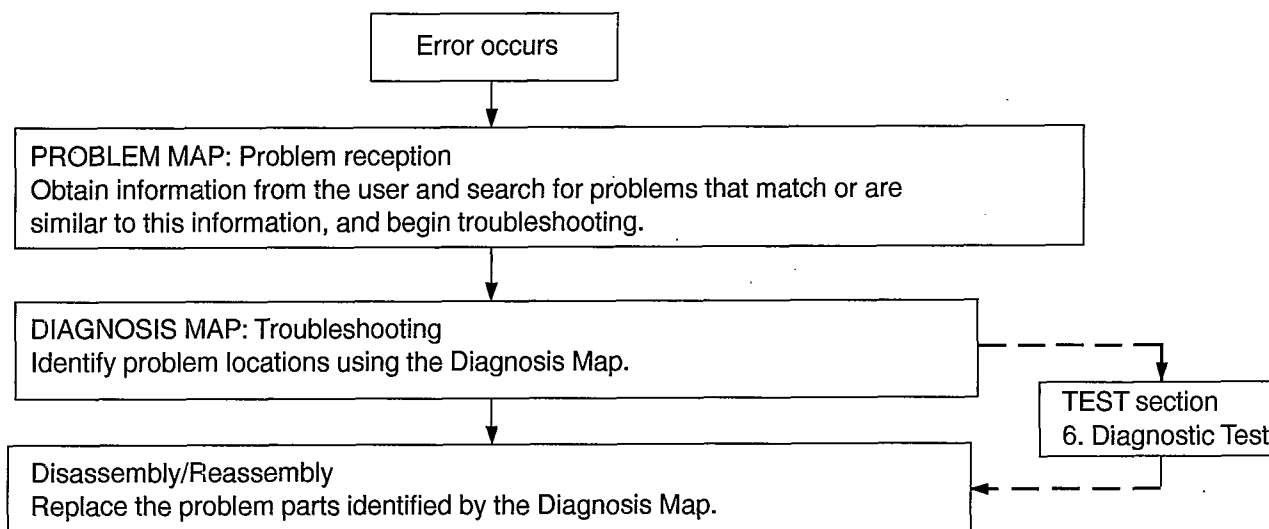 Error occurs
PROBLEM MAP: Problem reception
Obtain information from the user and search for problems that match or are
similar to this information, and begin troubleshooting.
DIAGNOSIS MAP: Troubleshooting
Identify problem locations using the Diagnosis Map.
TEST section
6. Diagnostic Test
Disassembly/Reassembly
Replace the problem parts identified by the Diagnosis Map.